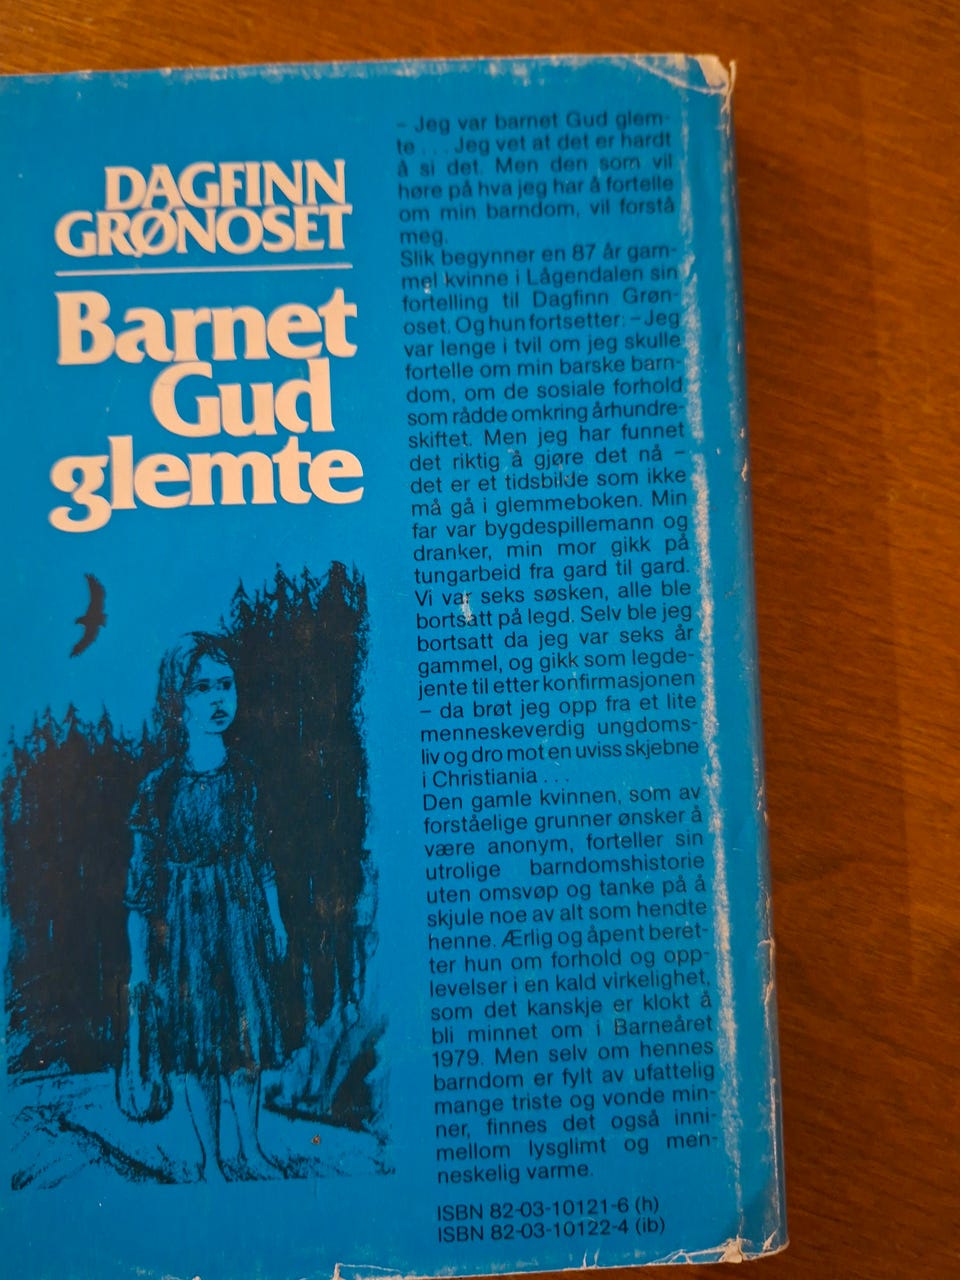 DAGFINN
GRØNOSET
Barnet
Gud
glemte
– Jeg var barnet Gud glem-
te . . . Jeg vet at det er hardt
å si det. Men den som vil
høre på hva jeg har å fortelle
om min barndom, vil forstå
meg.
Slik begynner en 87 år gam-
mel kvinne i Lågendalen sin
fortelling til Dagfinn Grøn-
oset. Og hun fortsetter: – Jeg
var lenge i tvil om jeg skulle
fortelle om min barske barn-
dom, om de sosiale forhold
som rådde omkring århundre-
skiftet. Men jeg har funnet
det riktig å gjøre det nå –
det er et tidsbilde som ikke
må gå i glemmeboken. Min
far var bygdespillemann og
dranker, min mor gikk på
tungarbeid fra gard til gard.
Vi var seks søsken, alle ble
bortsatt på legd. Selv ble jeg
bortsatt da jeg var seks år
gammel, og gikk som legde-
jente til etter konfirmasjonen
– da brøt jeg opp fra et lite
menneskeverdig ungdoms-
liv og dro mot en uviss skjebne
i Christiania . . .
Den gamle kvinnen, som av
forståelige grunner ønsker å
være anonym, forteller sin
utrolige barndomshistorie
uten omsvøp og tanke på å
skjule noe av alt som hendte
henne. Ærlig og åpent beret-
ter hun om forhold og opp-
levelser i en kald virkelighet,
som det kanskje er klokt å
bli minnet om i Barneåret
1979. Men selv om hennes
barndom er fylt av ufattelig
mange triste og vonde min-
ner, finnes det også inni-
mellom lysglimt og men-
neskelig varme.
ISBN 82-03-10121-6 (h)
ISBN 82-03-10122-4 (ib)